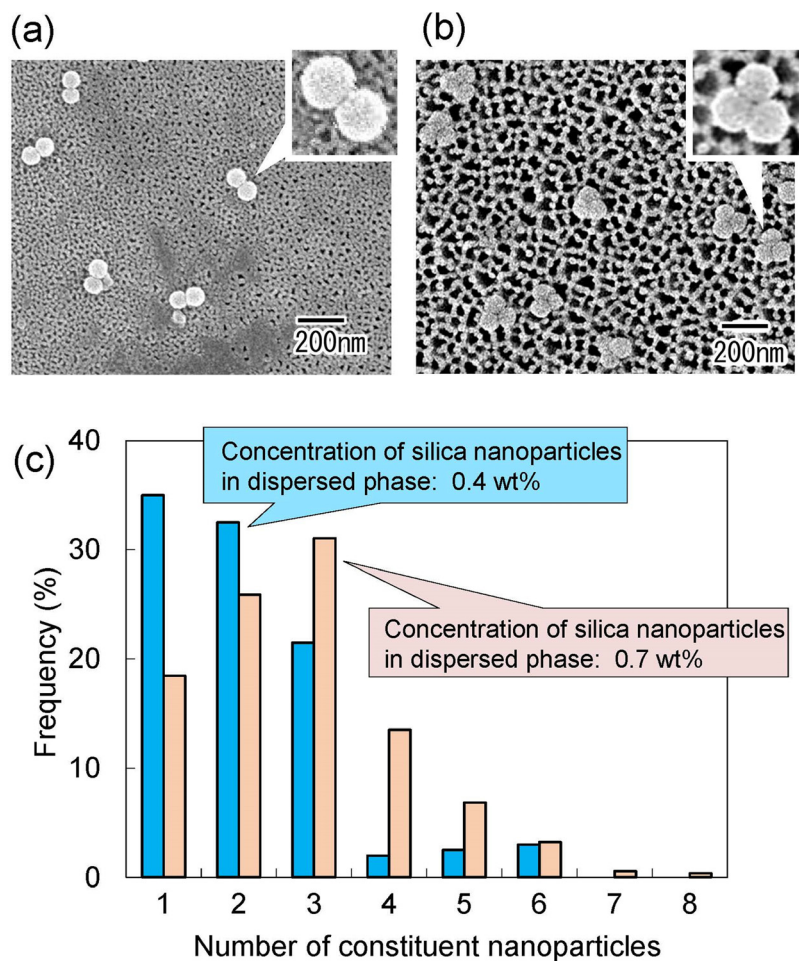 (a)
(b)
200nm
200nm
(c)
Concentration of silica nanoparticles
in dispersed phase:  0.4 wt%
Concentration of silica nanoparticles
in dispersed phase:  0.7 wt%
Frequency (%)
40
30
20
10
0
1 2 3 4 5 6 7 8
Number of constituent nanoparticles